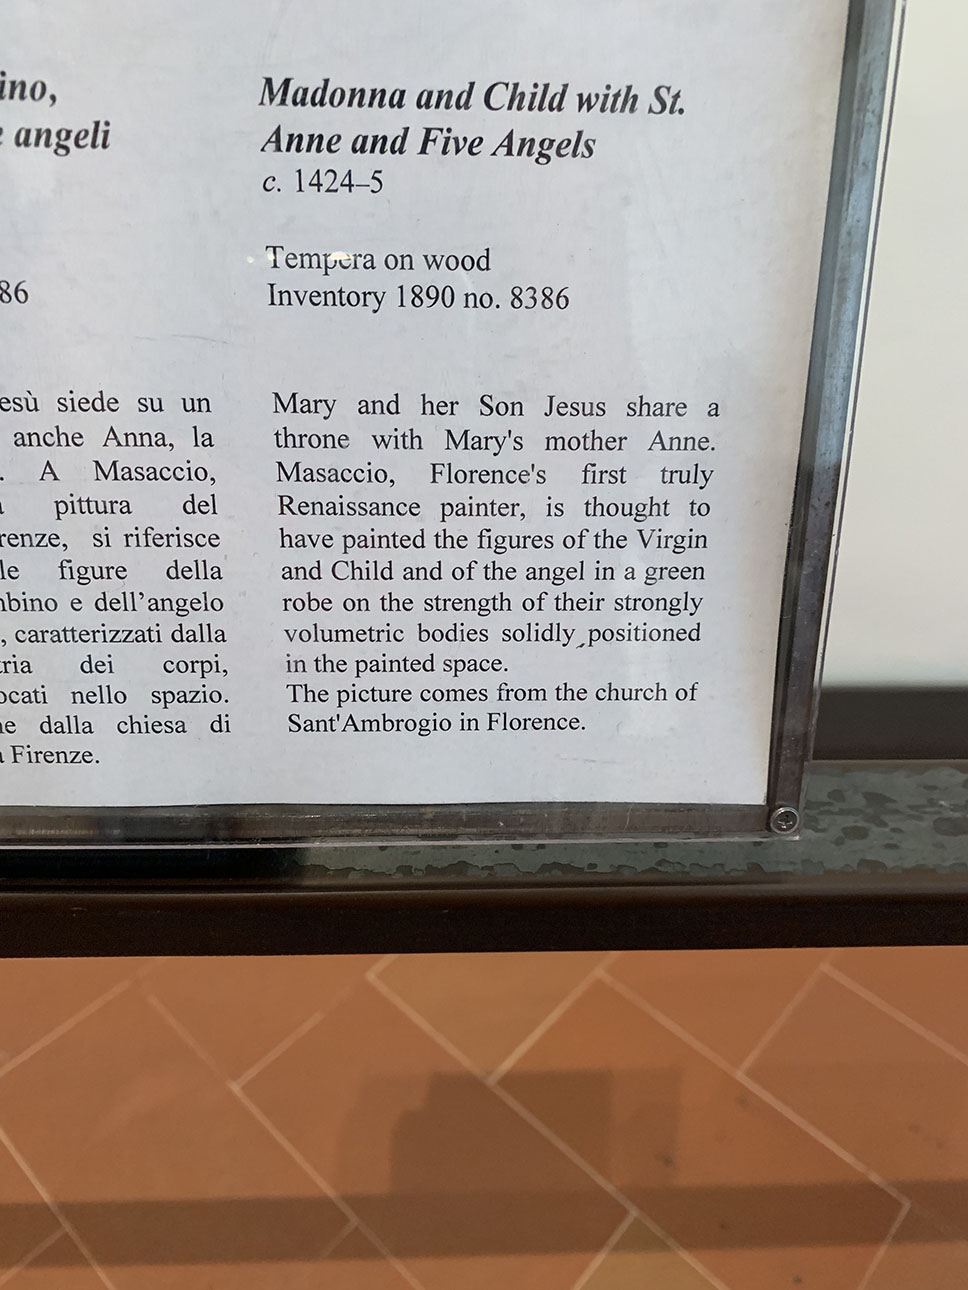 ino,
e angeli
86
esù siede su un
anche Anna, la
. A Masaccio,
pittura del
renze, si riferisce
le figure della
mbino e dell'angelo
, caratterizzati dalla
tria dei corpi,
ocati nello spazio.
ne dalla chiesa di
Firenze.
Madonna and Child with St.
Anne and Five Angels
c. 1424–5
Tempera on wood
Inventory 1890 no. 8386
Mary and her Son Jesus share a
throne with Mary's mother Anne.
Masaccio, Florence's first truly
Renaissance painter, is thought to
have painted the figures of the Virgin
and Child and of the angel in a green
robe on the strength of their strongly
volumetric bodies solidly positioned
in the painted space.
The picture comes from the church of
Sant'Ambrogio in Florence.